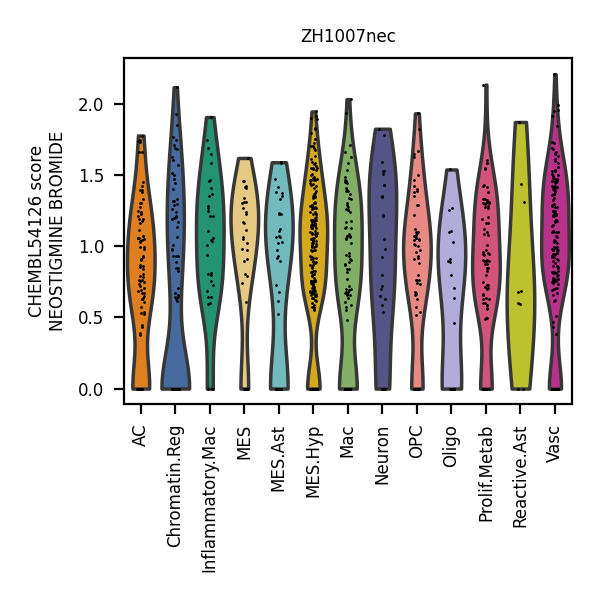 ZH1007nec
CHEMBL54126 score
NEOSTIGMINE BROMIDE
2.0
1.5
1.0
0.5
0.0
AC
Chromatin.Reg
Inflammatory.Mac
MES
MES.Ast
MES.Hyp
Mac
Neuron
OPC
Oligo
Prolif.Metab
Reactive.Ast
Vasc